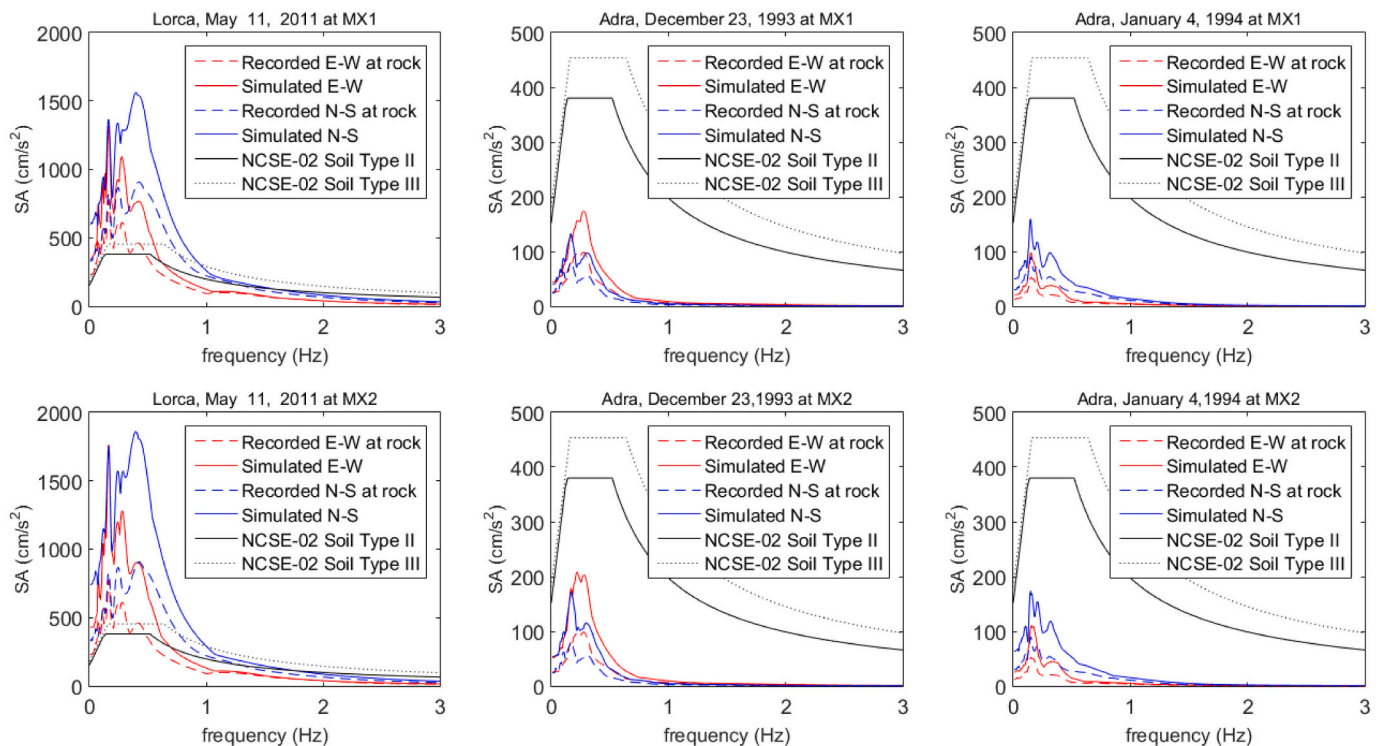 Lorca, May 11, 2011 at MX1
2000
1500
1000
500
0
SA (cm/s²)
0 1 2 3
frequency (Hz)
Recorded E-W at rock
Simulated E-W
Recorded N-S at rock
Simulated N-S
NCSE-02 Soil Type II
NCSE-02 Soil Type III
Adra, December 23, 1993 at MX1
500
400
300
200
100
0
SA (cm/s²)
0 1 2 3
frequency (Hz)
Recorded E-W at rock
Simulated E-W
Recorded N-S at rock
Simulated N-S
NCSE-02 Soil Type II
NCSE-02 Soil Type III
Adra, January 4, 1994 at MX1
500
400
300
200
100
0
SA (cm/s²)
0 1 2 3
frequency (Hz)
Recorded E-W at rock
Simulated E-W
Recorded N-S at rock
Simulated N-S
NCSE-02 Soil Type II
NCSE-02 Soil Type III
Lorca, May 11, 2011 at MX2
2000
1500
1000
500
0
SA (cm/s²)
0 1 2 3
frequency (Hz)
Recorded E-W at rock
Simulated E-W
Recorded N-S at rock
Simulated N-S
NCSE-02 Soil Type II
NCSE-02 Soil Type III
Adra, December 23,1993 at MX2
500
400
300
200
100
0
SA (cm/s²)
0 1 2 3
frequency (Hz)
Recorded E-W at rock
Simulated E-W
Recorded N-S at rock
Simulated N-S
NCSE-02 Soil Type II
NCSE-02 Soil Type III
Adra, January 4,1994 at MX2
500
400
300
200
100
0
SA (cm/s²)
0 1 2 3
frequency (Hz)
Recorded E-W at rock
Simulated E-W
Recorded N-S at rock
Simulated N-S
NCSE-02 Soil Type II
NCSE-02 Soil Type III